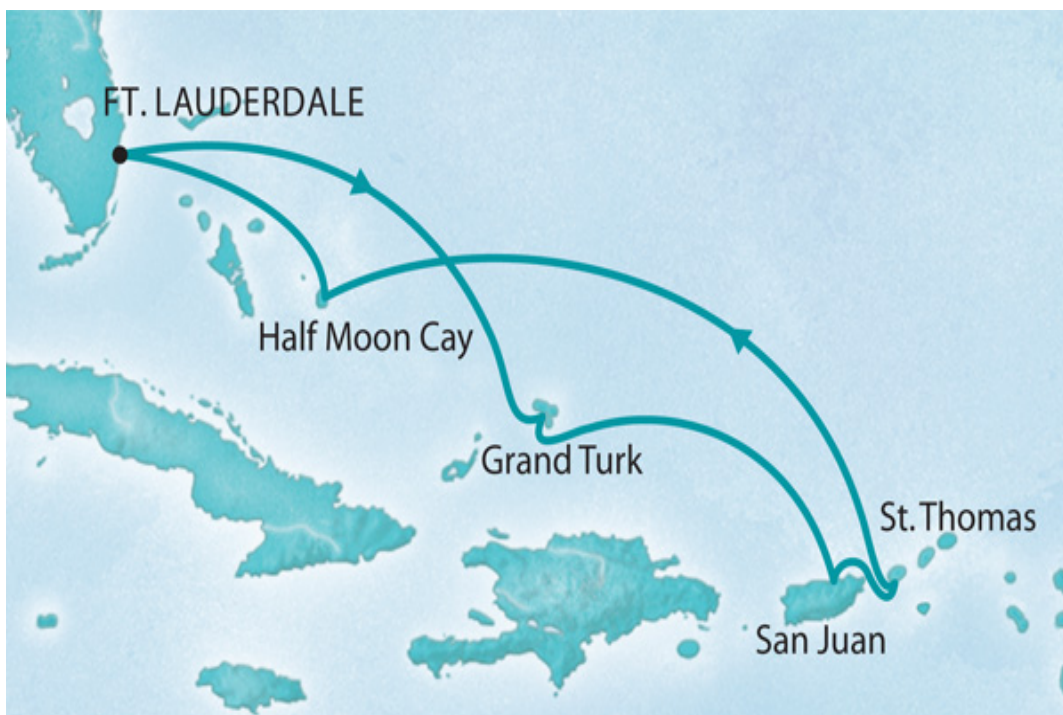 FT. LAUDERDALE
Half Moon Cay
Grand Turk
St. Thomas
San Juan